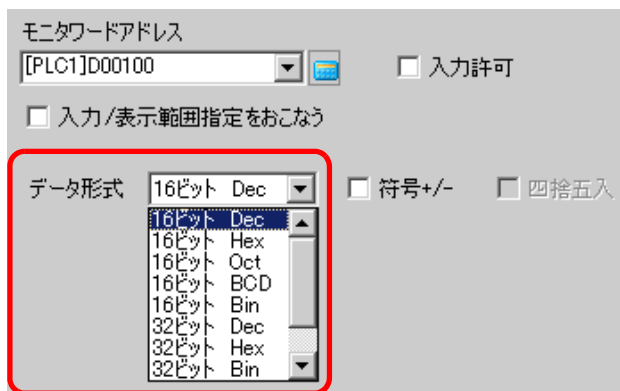 モニタワードアドレス
[PLC1]D00100 入力許可
入力/表示範囲指定をおこなう
データ形式 16ビット Dec 符号+/- 四捨五入
16ビット Dec
16ビット Hex
16ビット Oct
16ビット BCD
16ビット Bin
32ビット Dec
32ビット Hex
32ビット Bin